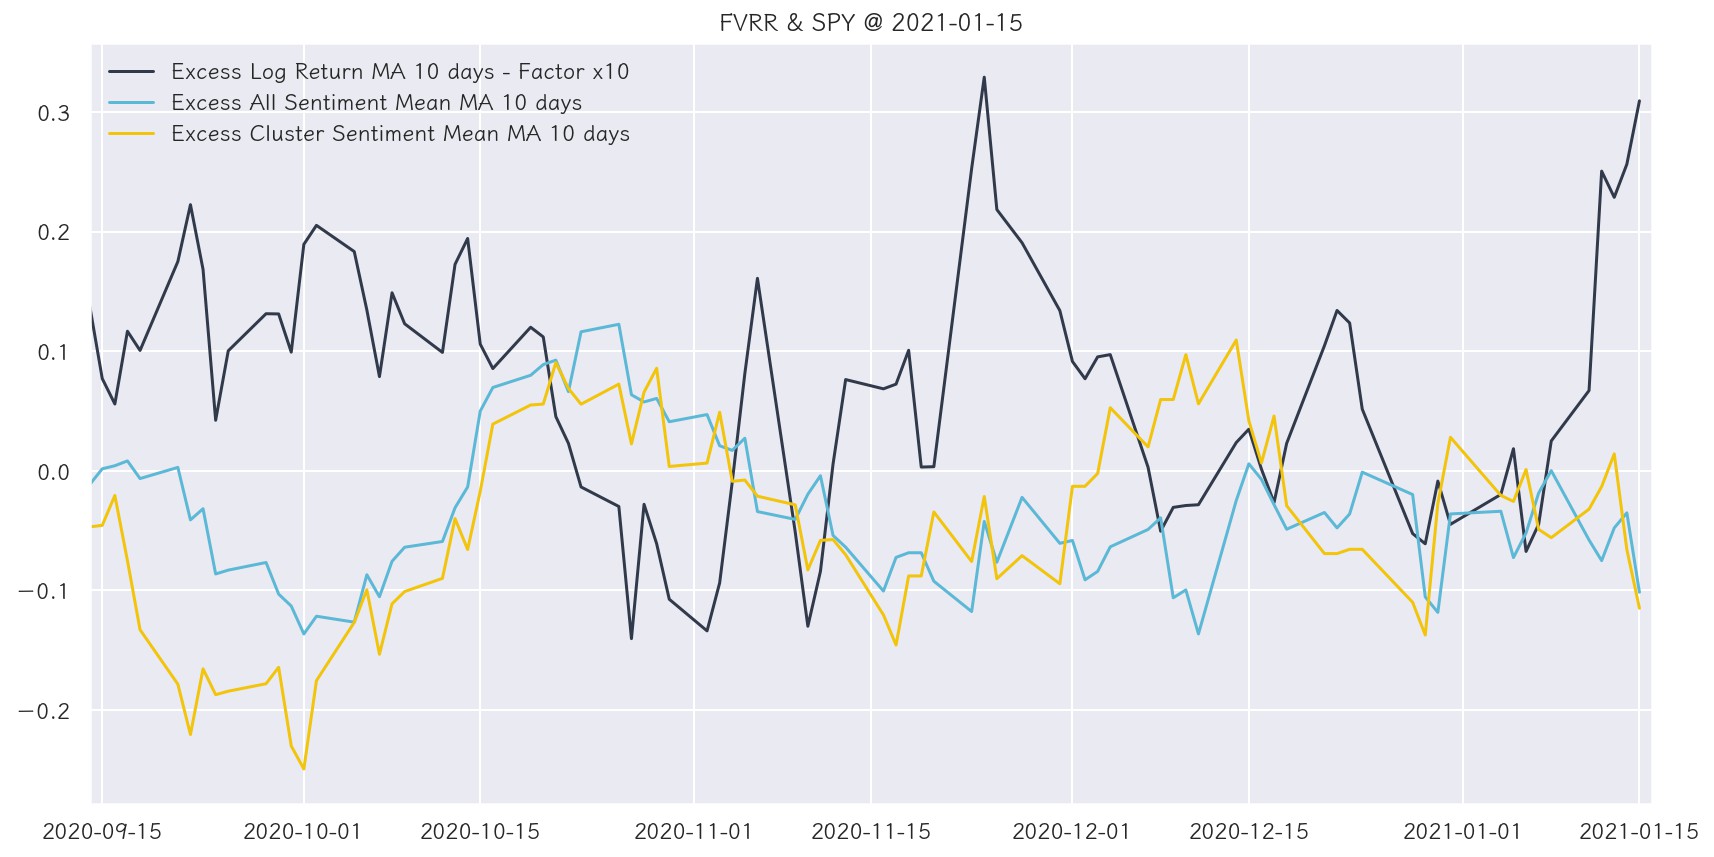 FVRR & SPY @ 2021-01-15
Excess Log Return MA 10 days - Factor x10
Excess All Sentiment Mean MA 10 days
Excess Cluster Sentiment Mean MA 10 days
0.3
0.2
0.1
0.0
−0.1
−0.2
2020-09-15 2020-10-01 2020-10-15 2020-11-01 2020-11-15 2020-12-01 2020-12-15 2021-01-01 2021-01-15